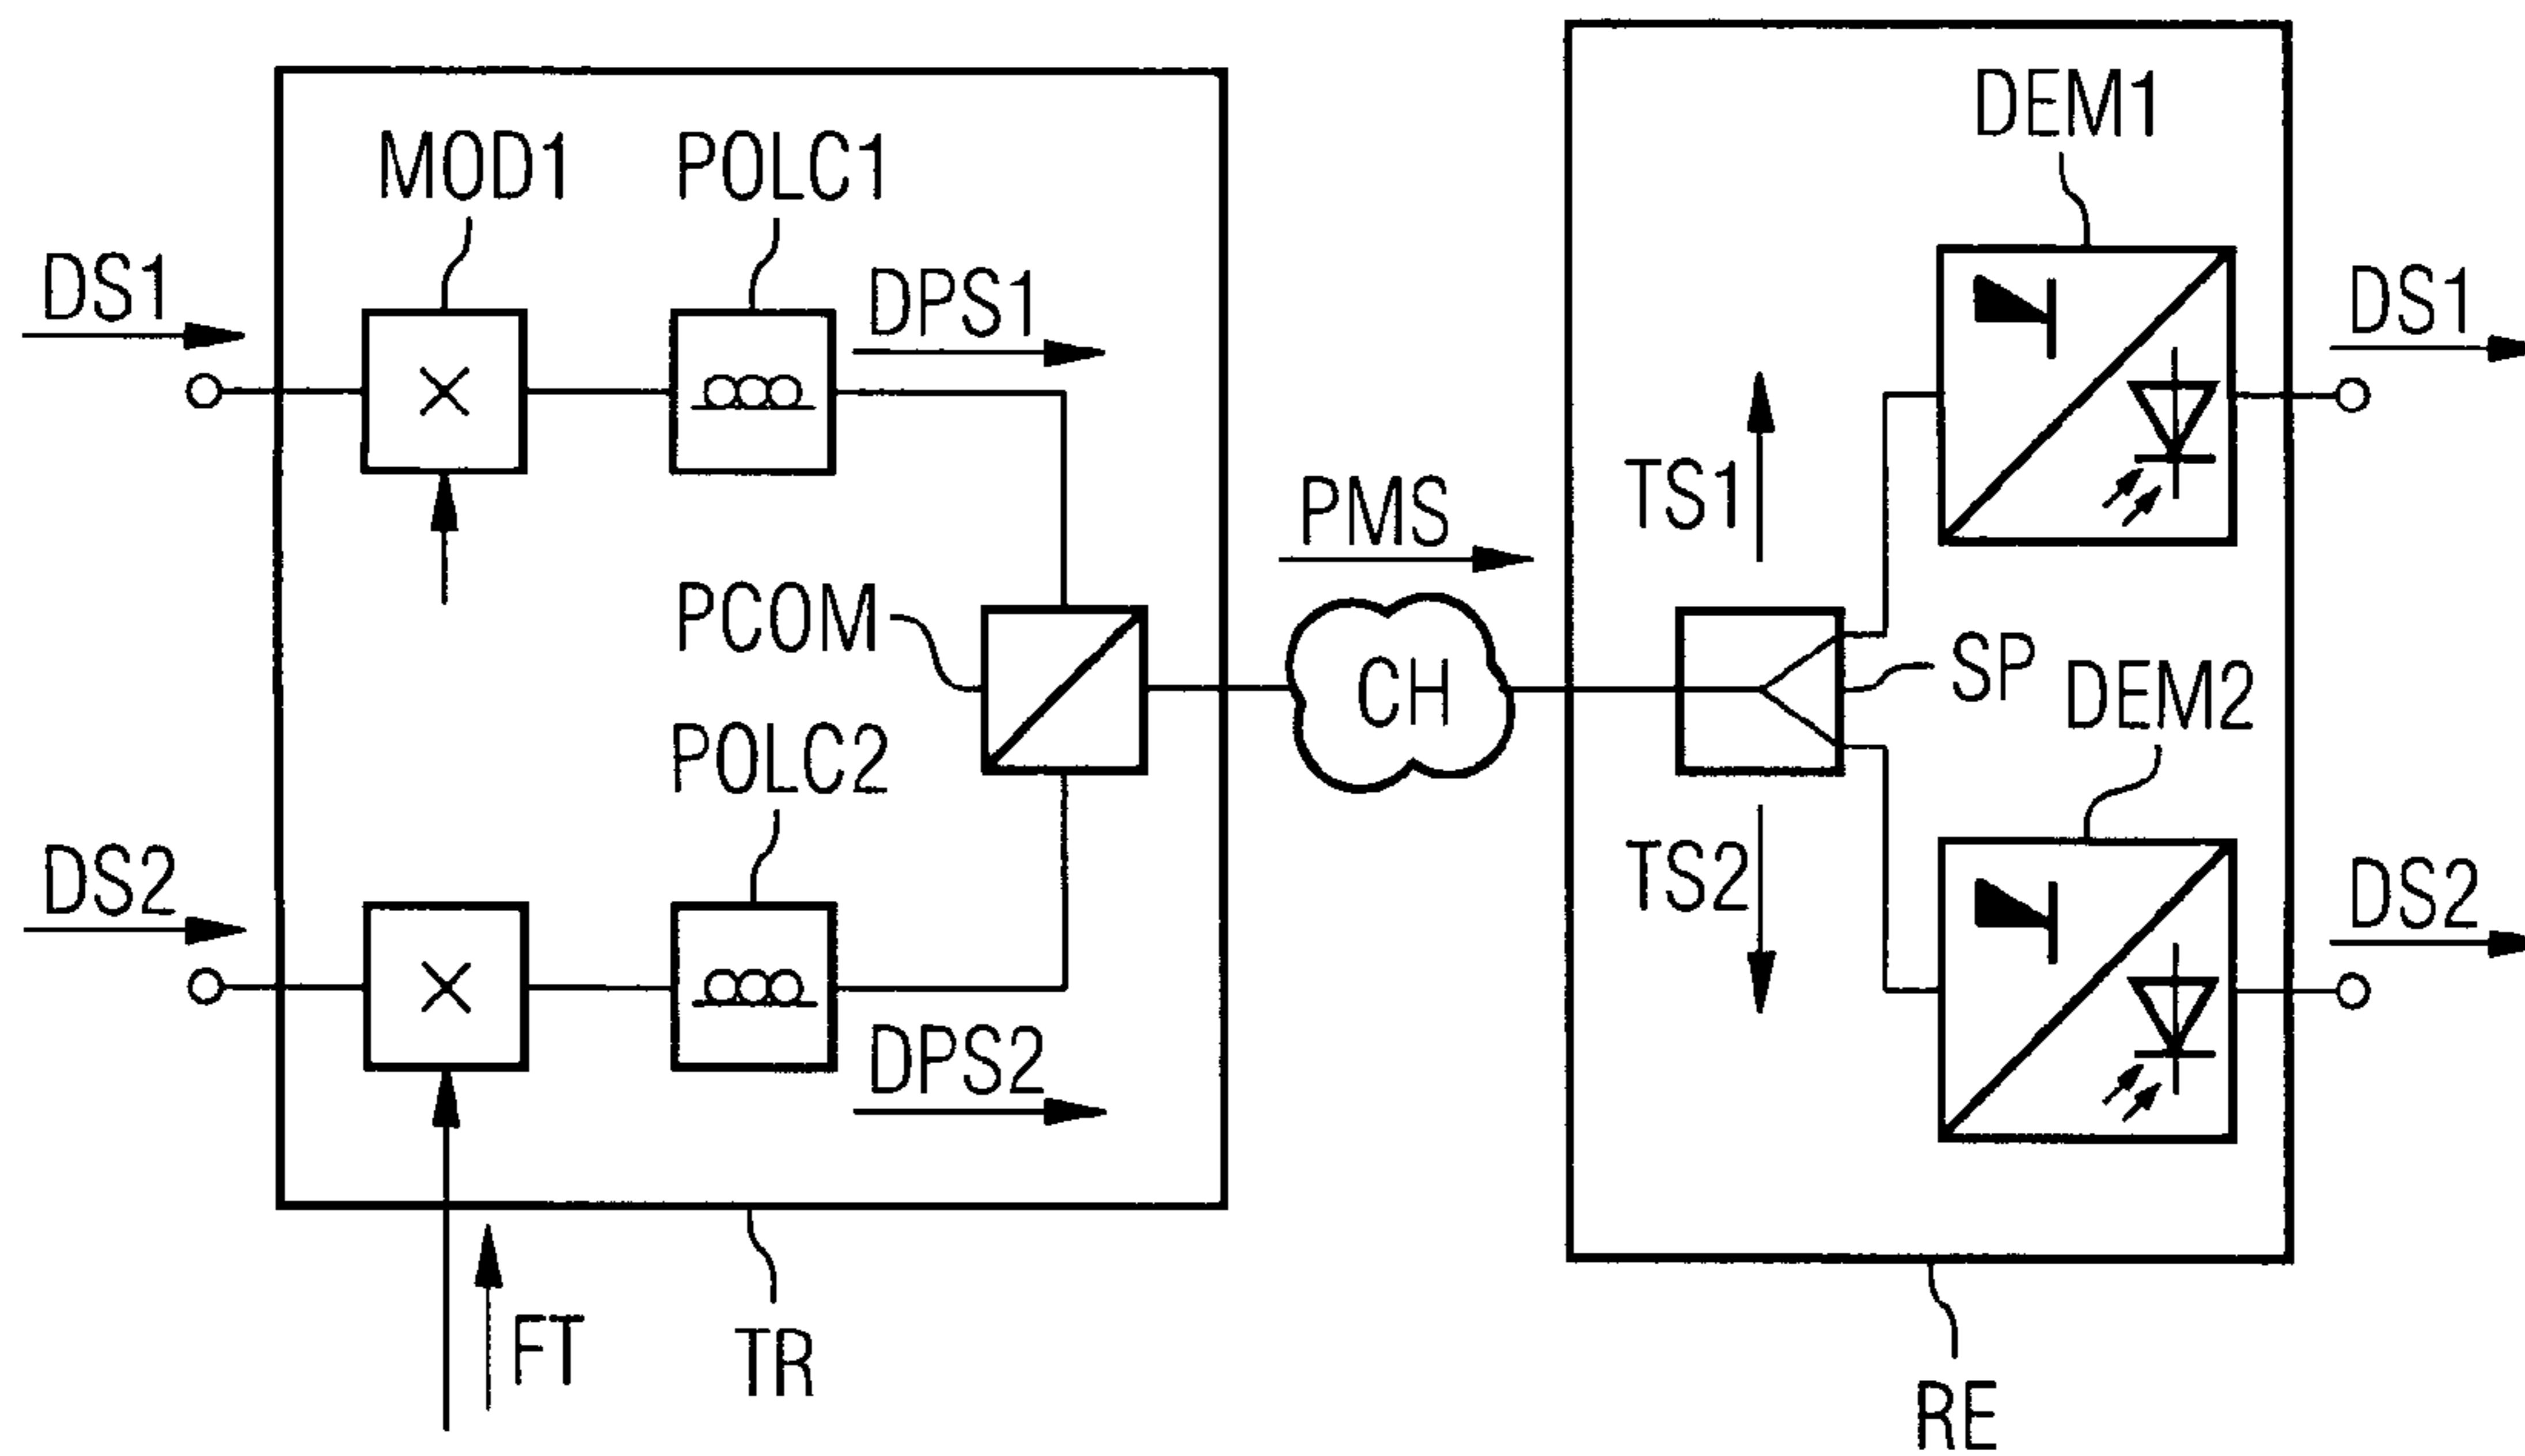 DEM1
MOD1
POLC1
DS1
DPS1
DS1
TS1
PMS
PCOM
CH
SP
DEM2
POLC2
DS2
TS2
DS2
DPS2
FT
TR
RE